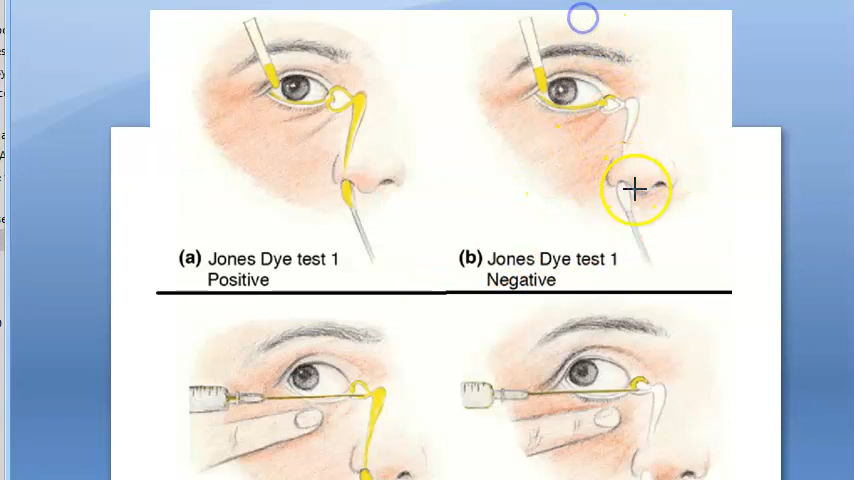 (a) Jones Dye test 1
Positive
(b) Jones Dye test 1
Negative